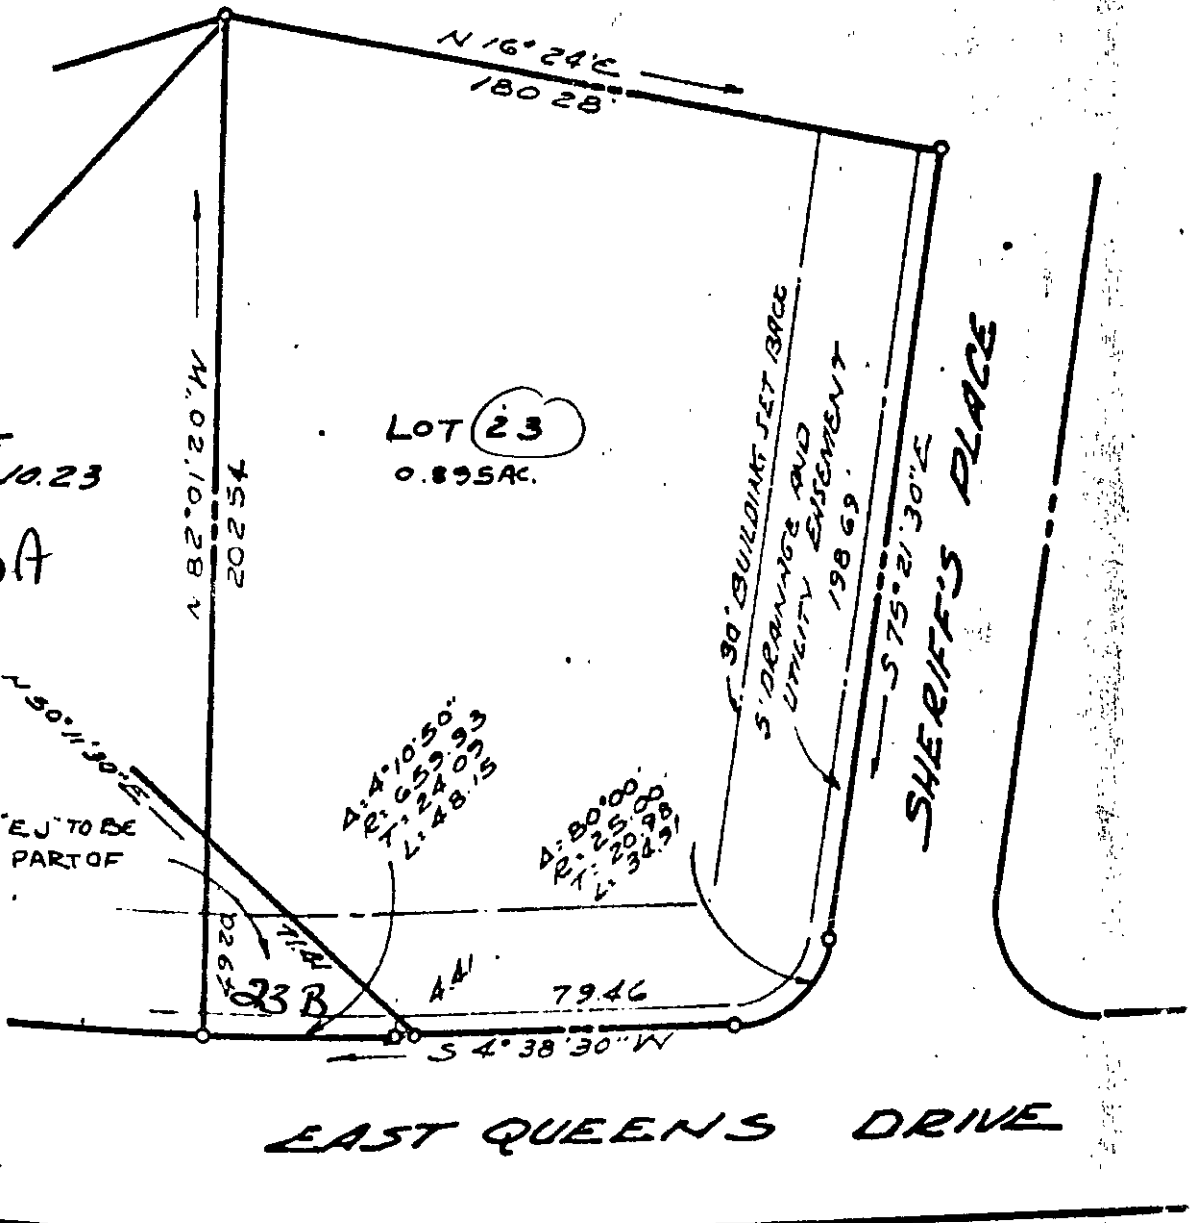 N 16° 24'E
180 28'
N 82°01'20"W
202 54
LOT 23
0.895AC.
10.23
30' BUILDING SET BACK
5' DRAINAGE AND
UTILITY EASEMENT
198 69'
S 75° 21' 30" E
SHERIFF'S PLACE
N 50° 11' 30" E
Δ: 4° 10' 50"
R: 659.93
T: 24 09
L: 48.15
Δ: 80°00'
R: 25.00'
T: 20.98
L: 34.91
"EJ" TO BE
PART OF
71.41
23 B
4.41
79.46
S 4° 38' 30" W
EAST QUEENS DRIVE